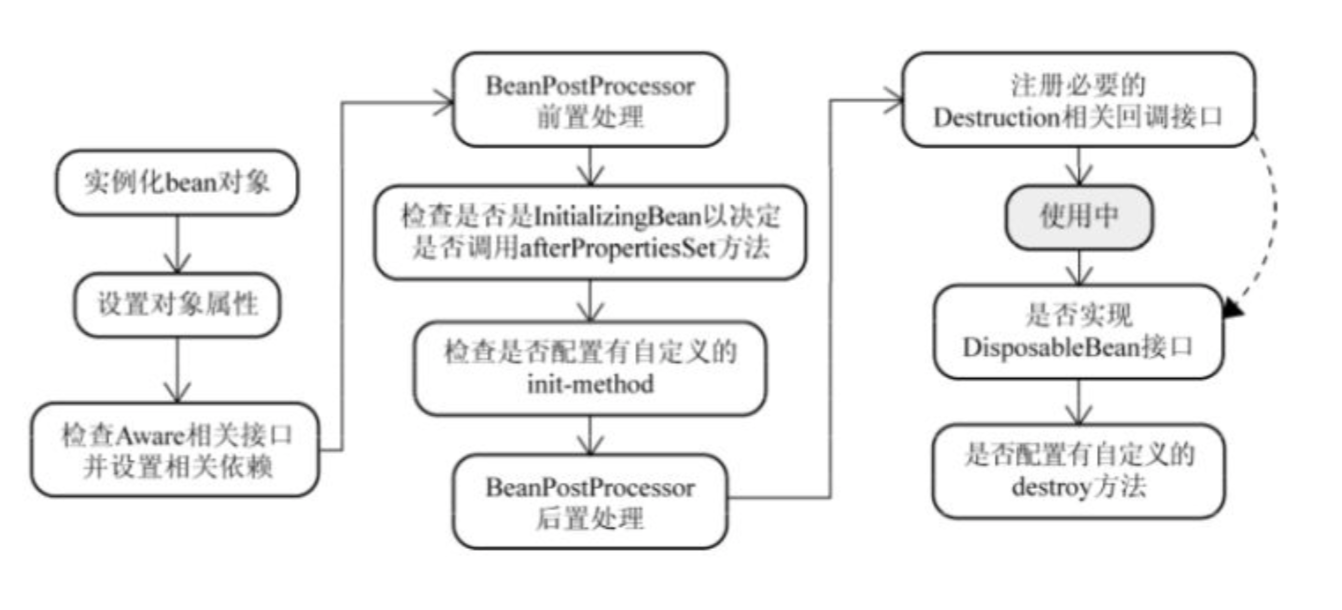 实例化bean对象
设置对象属性
检查Aware相关接口
并设置相关依赖
BeanPostProcessor
前置处理
检查是否是InitializingBean以决定
是否调用afterPropertiesSet方法
检查是否配置有自定义的
init-method
BeanPostProcessor
后置处理
注册必要的
Destruction相关回调接口
使用中
是否实现
DisposableBean接口
是否配置有自定义的
destroy方法